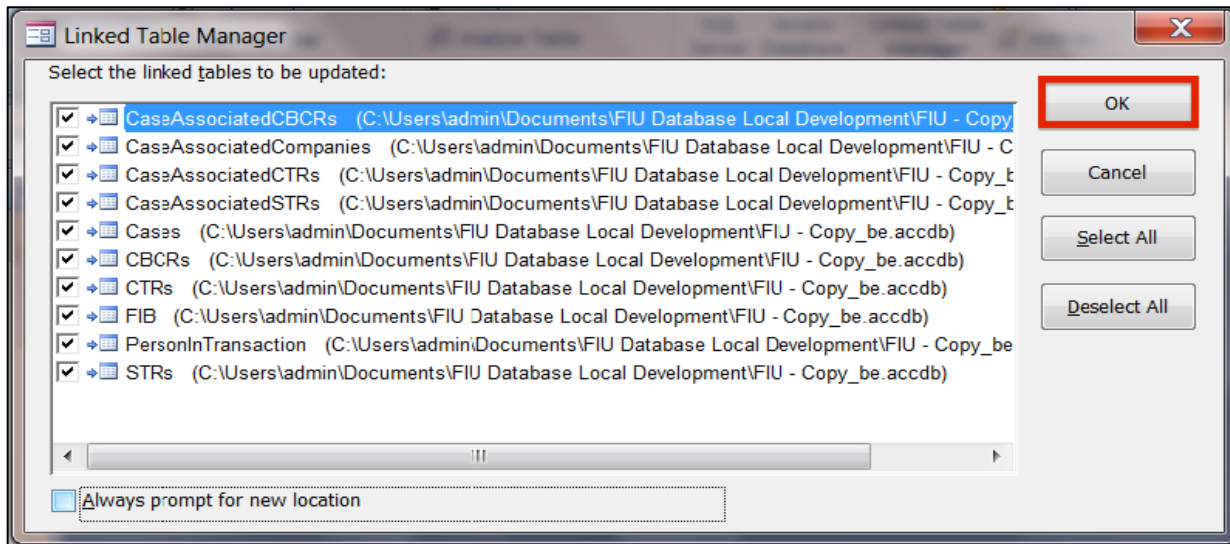 Linked Table Manager
Select the linked tables to be updated:
CaseAssociatedCBCRs (C:\Users\admin\Documents\FIU Database Local Development\FIU - Copy
CaseAssociatedCompanies (C:\Users\admin\Documents\FIU Database Local Development\FIU - C
CaseAssociatedCTRs (C:\Users\admin\Documents\FIU Database Local Development\FIU - Copy_b
CaseAssociatedSTRs (C:\Users\admin\Documents\FIU Database Local Development\FIU - Copy_b
Cases (C:\Users\admin\Documents\FIU Database Local Development\FIU - Copy_be.accdb)
CBCRs (C:\Users\admin\Documents\FIU Database Local Development\FIU - Copy_be.accdb)
CTRs (C:\Users\admin\Documents\FIU Database Local Development\FIU - Copy_be.accdb)
FIB (C:\Users\admin\Documents\FIU Database Local Development\FIU - Copy_be.accdb)
PersonInTransaction (C:\Users\admin\Documents\FIU Database Local Development\FIU - Copy_be
STRs (C:\Users\admin\Documents\FIU Database Local Development\FIU - Copy_be.accdb)
Always prompt for new location
OK
Cancel
Select All
Deselect All